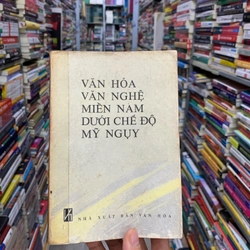 VĂN HÓA
VĂN NGHỆ
MIỀN NAM
DƯỚI CHẾ ĐỘ
MỸ NGỤY
NHÀ XUẤT BẢN VĂN HÓA